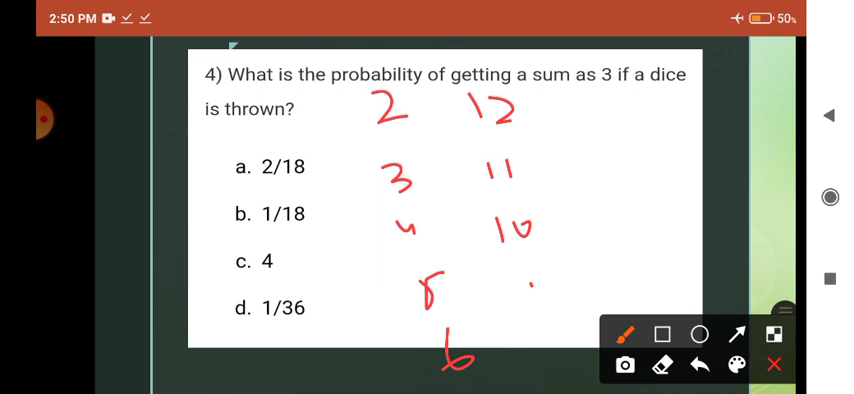 2:50 PM
50%
4) What is the probability of getting a sum as 3 if a dice
is thrown?
2 12
a. 2/18
3 11
b. 1/18
4 10
c. 4
5
d. 1/36
6